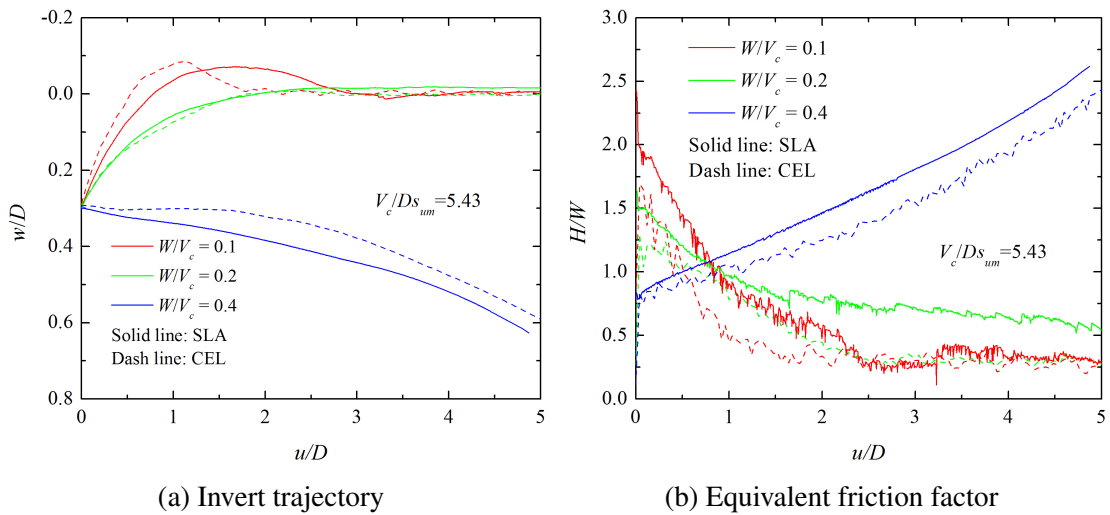 -0.2
0.0
0.2
0.4
0.6
0.8
w/D
V_c/Ds_um=5.43
W/V_c = 0.1
W/V_c = 0.2
W/V_c = 0.4
Solid line: SLA
Dash line: CEL
0 1 2 3 4 5
u/D
(a) Invert trajectory
3.0
2.5
2.0
1.5
1.0
0.5
0.0
H/W
W/V_c = 0.1
W/V_c = 0.2
W/V_c = 0.4
Solid line: SLA
Dash line: CEL
V_c/Ds_um=5.43
0 1 2 3 4 5
u/D
(b) Equivalent friction factor